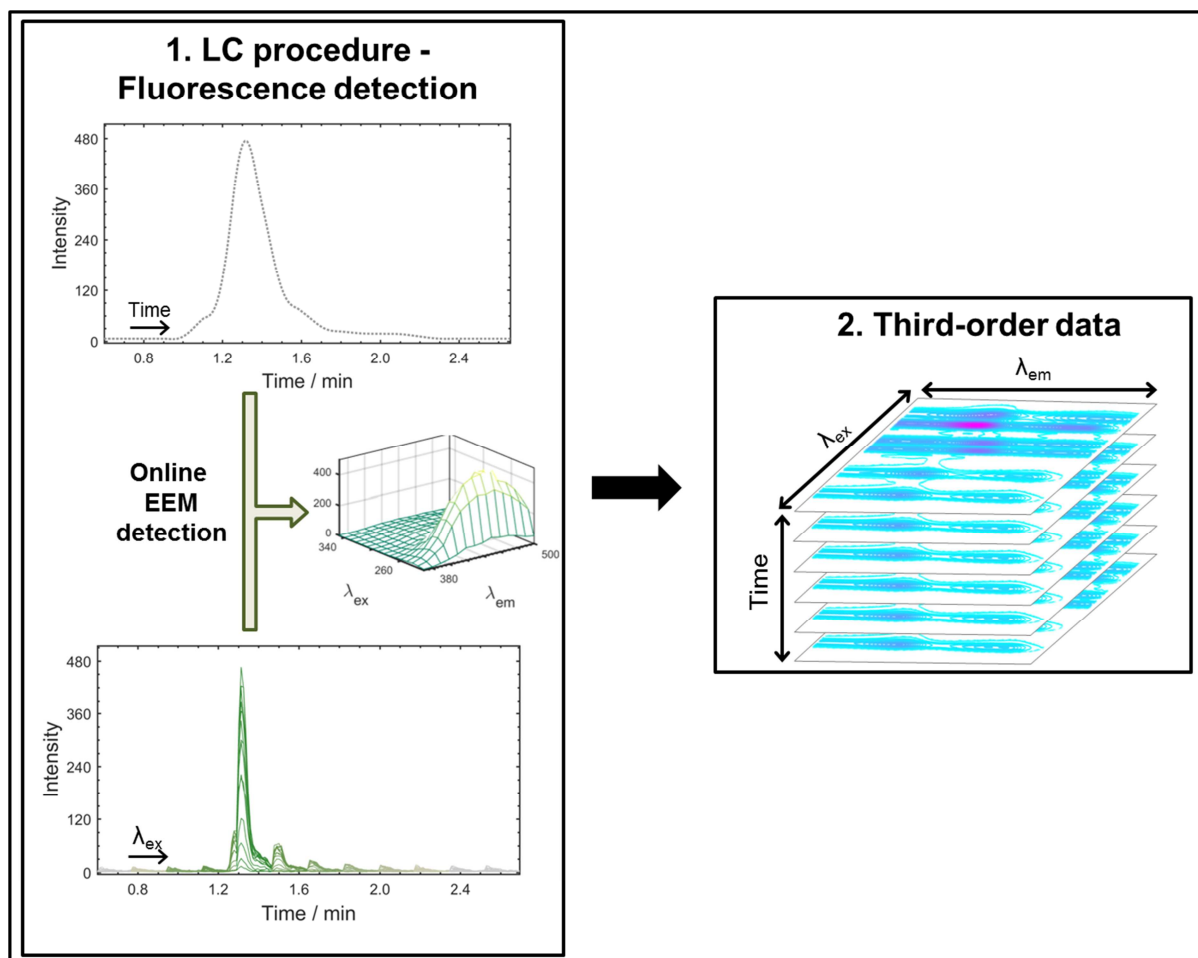 1. LC procedure -
Fluorescence detection
480
360
240
120
0
Intensity
Time
0.8 1.2 1.6 2.0 2.4
Time / min
Online
EEM
detection
400
200
0
340
260
λex
380
500
λem
480
360
240
120
0
Intensity
λex
0.8 1.2 1.6 2.0 2.4
Time / min
2. Third-order data
λem
λex
Time